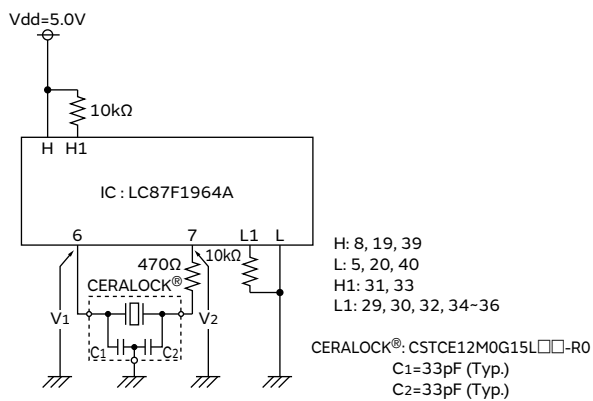 Vdd=5.0V
10kΩ
H H1
IC : LC87F1964A
6 7 L1 L
470Ω 10kΩ
CERALOCK®
V1 V2
C1 C2
H: 8, 19, 39
L: 5, 20, 40
H1: 31, 33
L1: 29, 30, 32, 34~36
CERALOCK®: CSTCE12M0G15L□□-R0
C1=33pF (Typ.)
C2=33pF (Typ.)